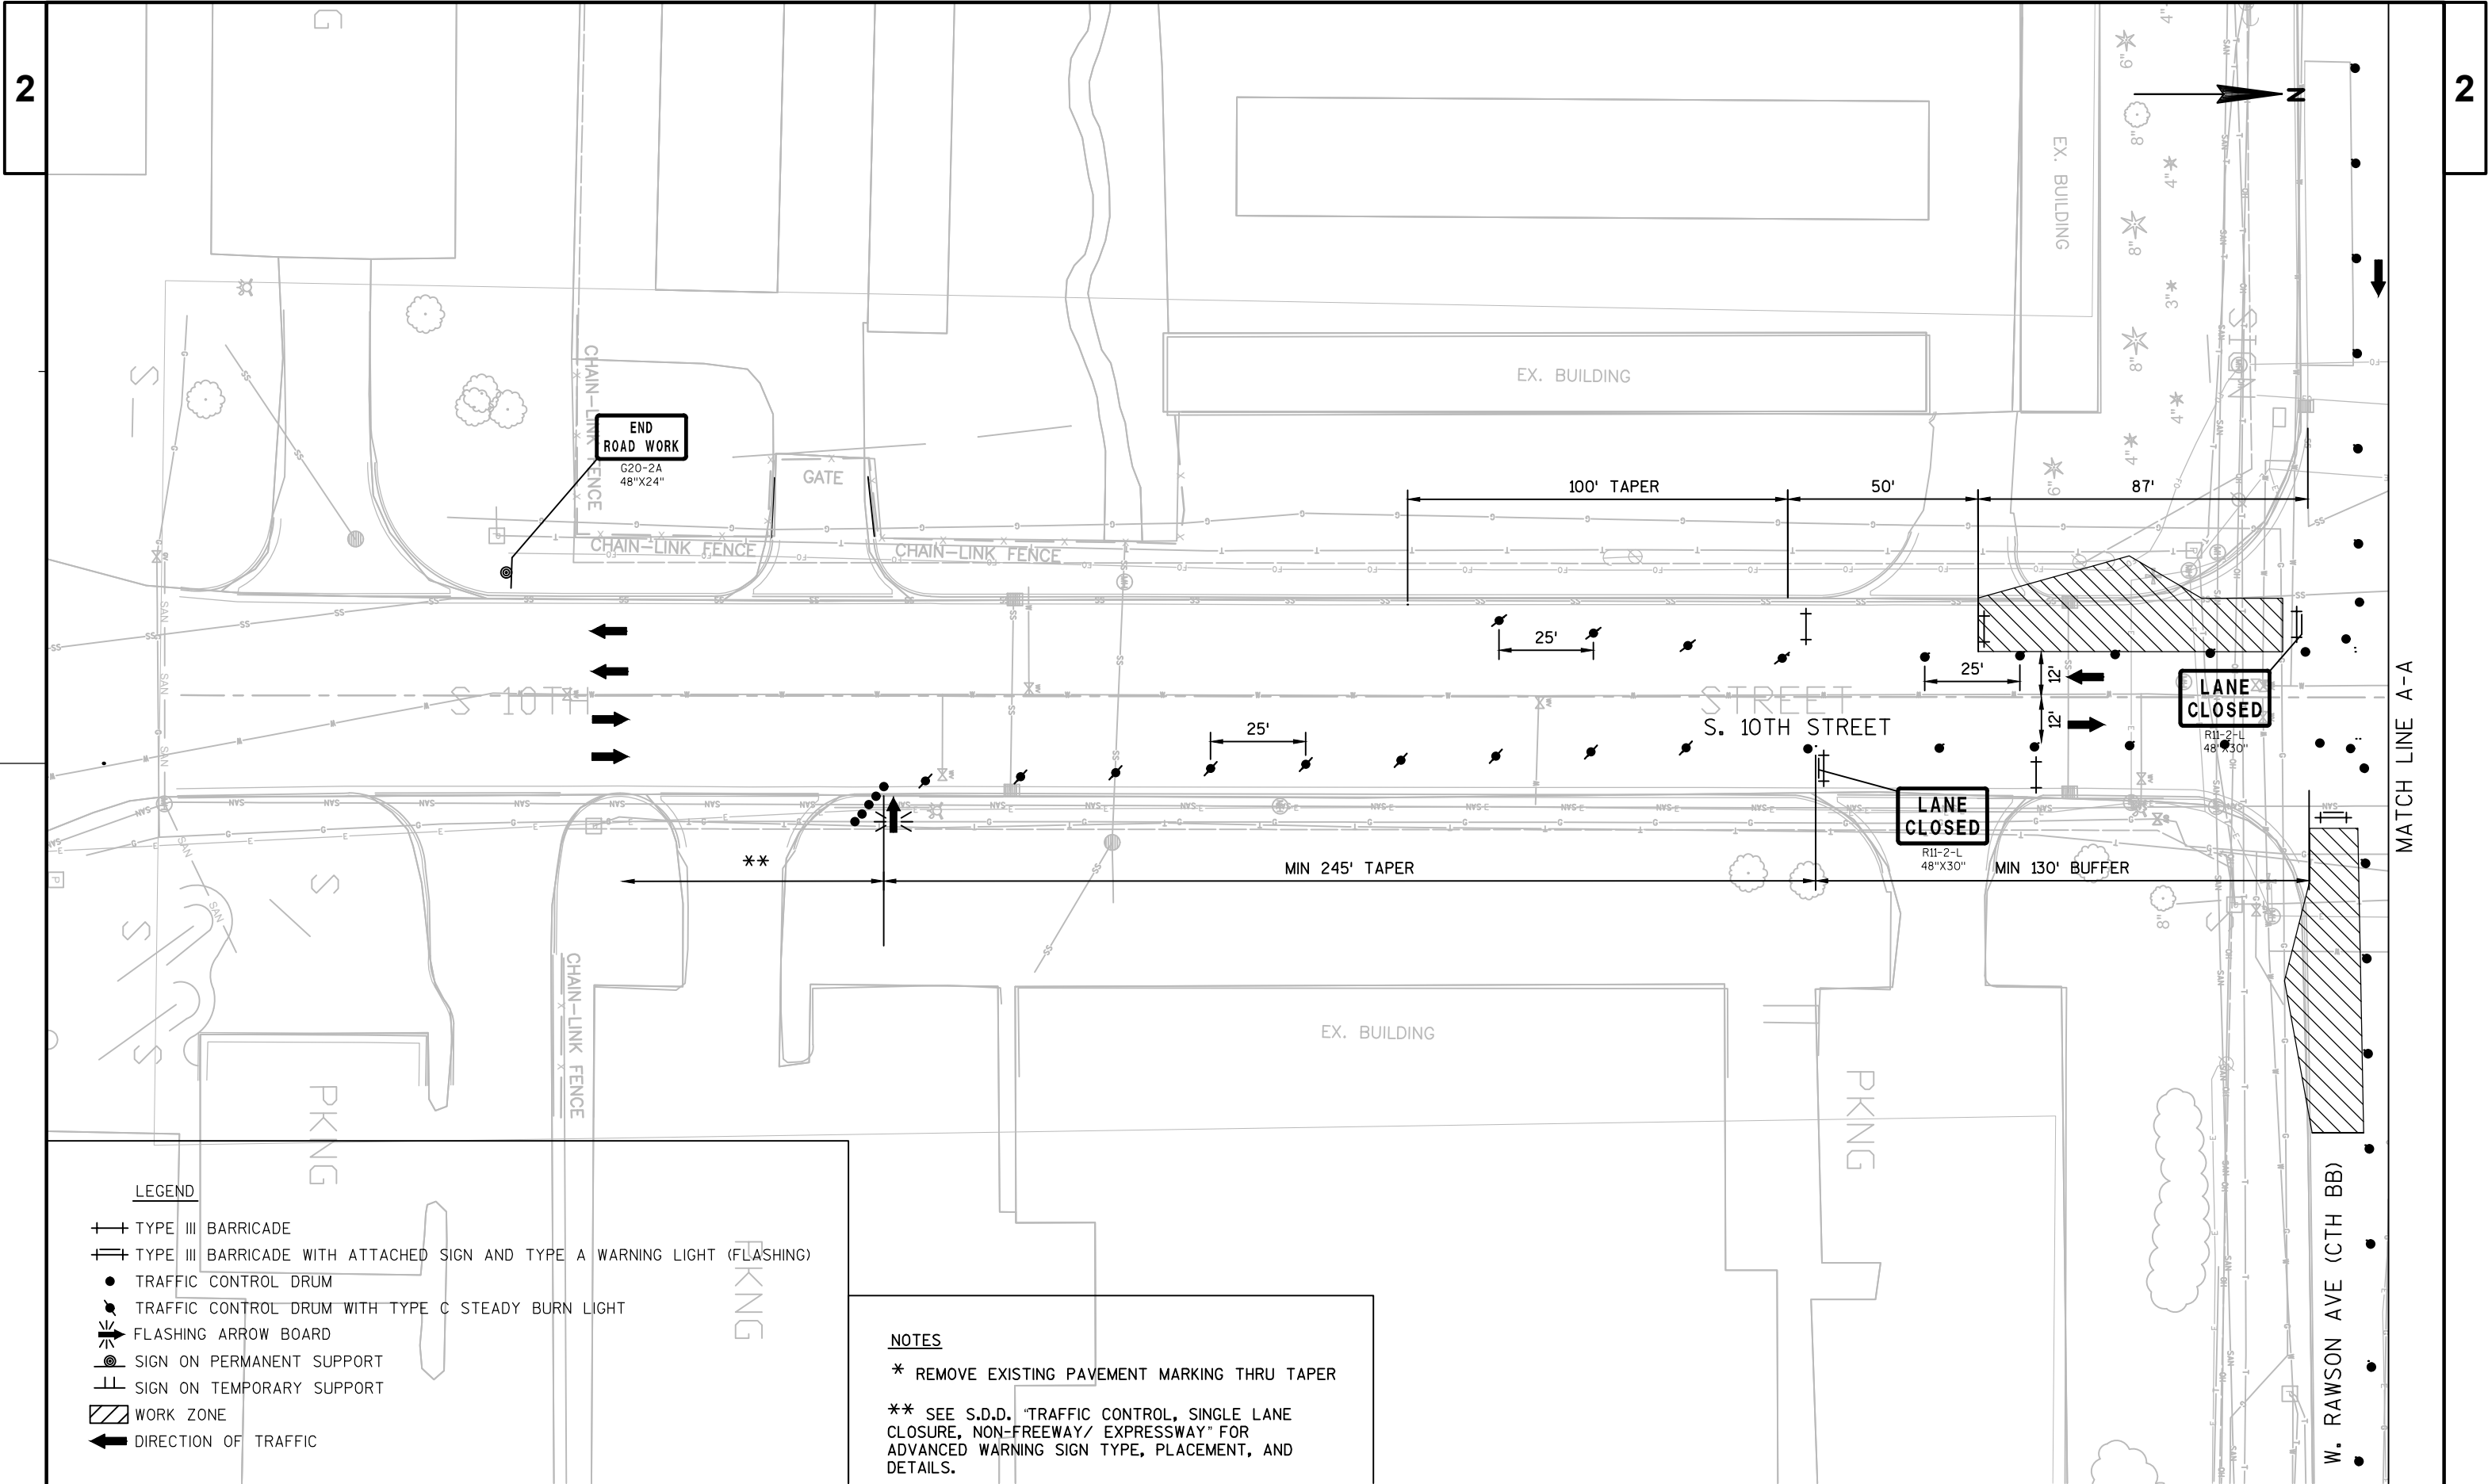 2
2
N
EX. BUILDING
EX. BUILDING
CHAIN-LINK FENCE
END
ROAD WORK
G20-2A
48"X24"
GATE
CHAIN-LINK FENCE
CHAIN-LINK FENCE
100' TAPER
50'
87'
25'
25'
12'
12'
25'
S 10TH
STREET
S. 10TH STREET
LANE
CLOSED
R11-2-L
48"X30"
LANE
CLOSED
R11-2-L
48"X30"
MATCH LINE A-A
**
MIN 245' TAPER
MIN 130' BUFFER
EX. BUILDING
CHAIN-LINK FENCE
PKNG
PKNG
PKNG
W. RAWSON AVE (CTH BB)
LEGEND
TYPE III BARRICADE
TYPE III BARRICADE WITH ATTACHED SIGN AND TYPE A WARNING LIGHT (FLASHING)
TRAFFIC CONTROL DRUM
TRAFFIC CONTROL DRUM WITH TYPE C STEADY BURN LIGHT
FLASHING ARROW BOARD
SIGN ON PERMANENT SUPPORT
SIGN ON TEMPORARY SUPPORT
WORK ZONE
DIRECTION OF TRAFFIC
NOTES
* REMOVE EXISTING PAVEMENT MARKING THRU TAPER
** SEE S.D.D. "TRAFFIC CONTROL, SINGLE LANE
CLOSURE, NON-FREEWAY/ EXPRESSWAY" FOR
ADVANCED WARNING SIGN TYPE, PLACEMENT, AND
DETAILS.